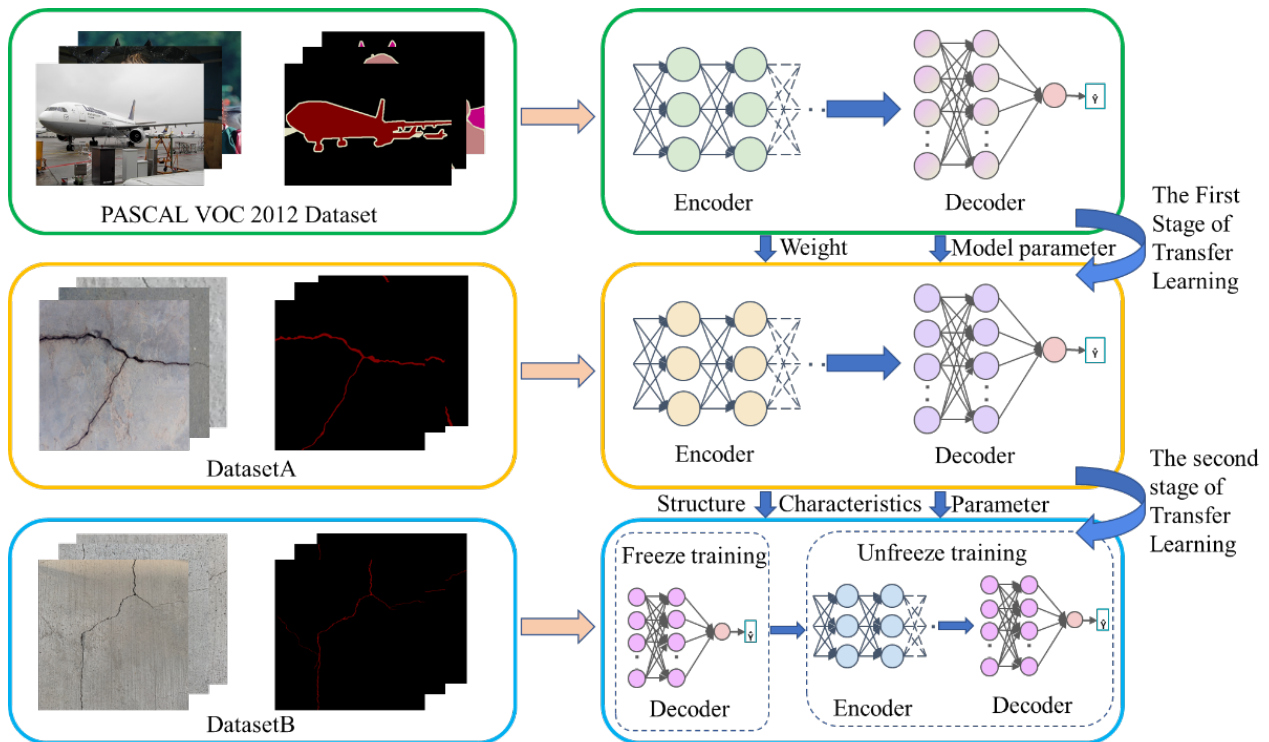 PASCAL VOC 2012 Dataset
Encoder
Decoder
Ŷ
The First
Stage of
Transfer
Learning
Weight
Model parameter
DatasetA
Encoder
Decoder
Ŷ
The second
stage of
Transfer
Learning
Structure
Characteristics
Parameter
DatasetB
Freeze training
Decoder
Ŷ
Unfreeze training
Encoder
Decoder
Ŷ